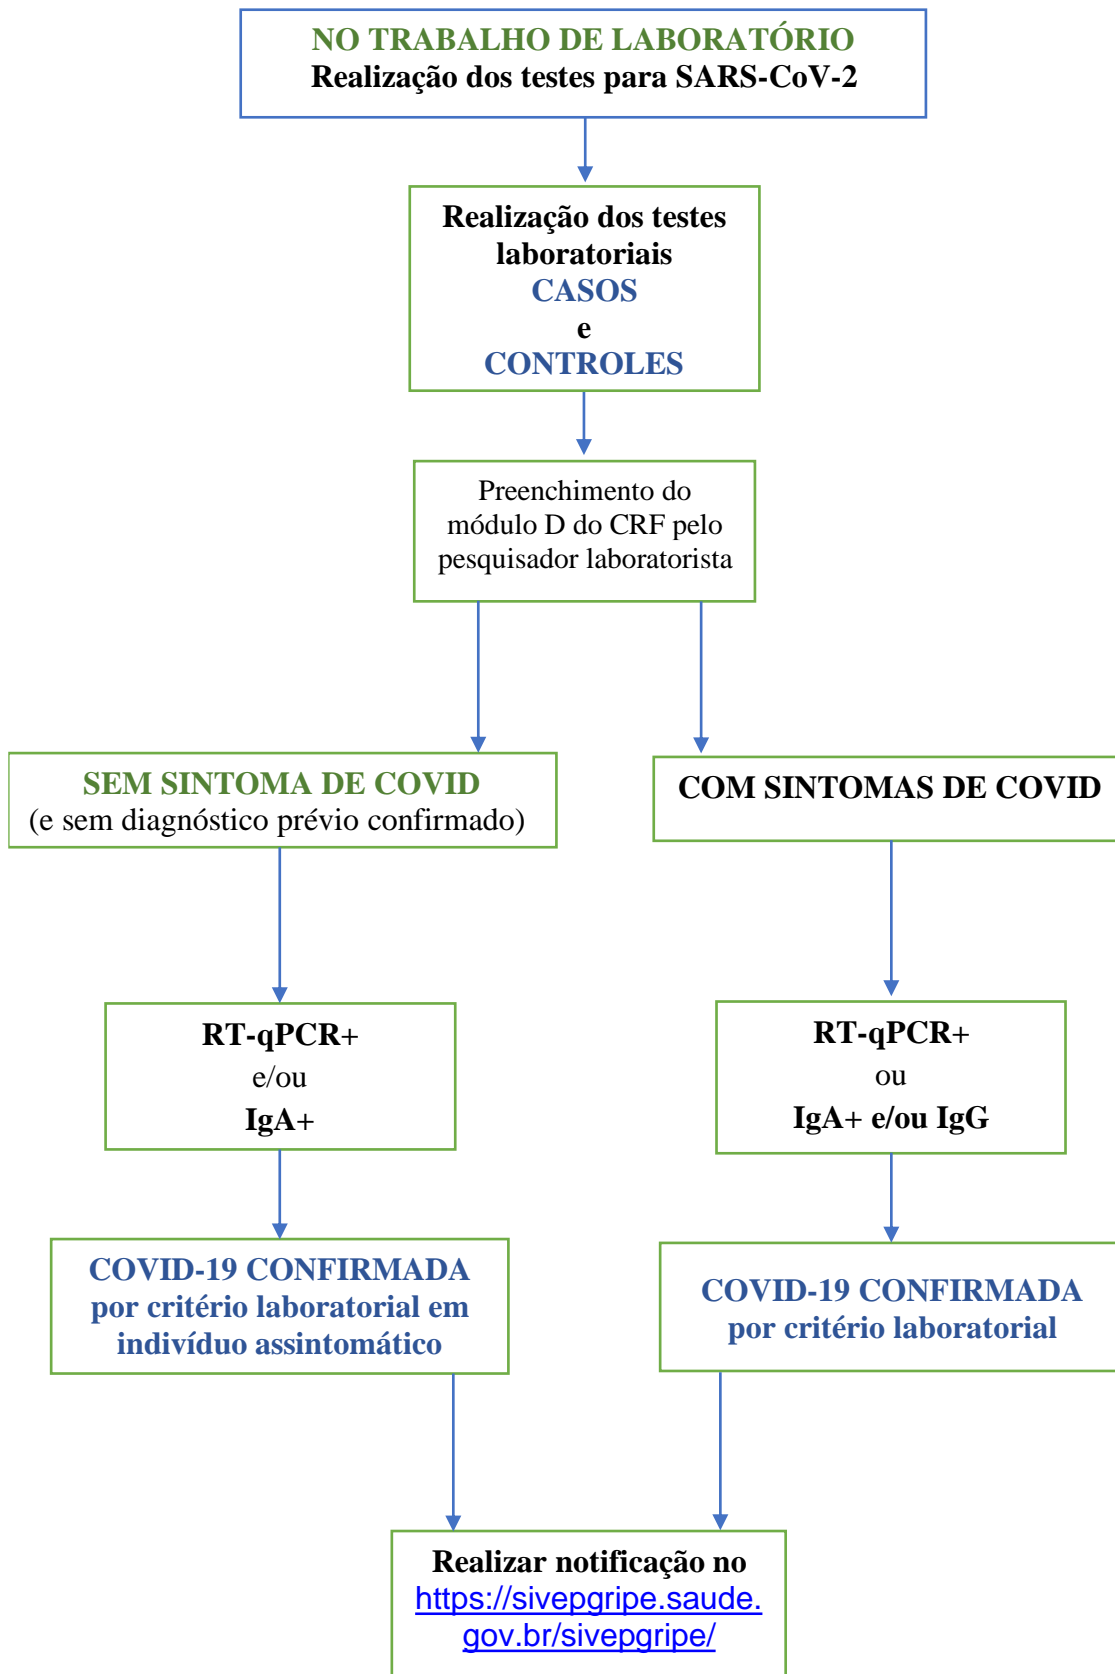 NO TRABALHO DE LABORATÓRIO
Realização dos testes para SARS-CoV-2
Realização dos testes
laboratoriais
CASOS
e
CONTROLES
Preenchimento do
módulo D do CRF pelo
pesquisador laboratorista
SEM SINTOMA DE COVID
(e sem diagnóstico prévio confirmado)
COM SINTOMAS DE COVID
RT-qPCR+
e/ou
IgA+
RT-qPCR+
ou
IgA+ e/ou IgG
COVID-19 CONFIRMADA
por critério laboratorial em
indivíduo assintomático
COVID-19 CONFIRMADA
por critério laboratorial
Realizar notificação no
https://sivepgripe.saude.
gov.br/sivepgripe/